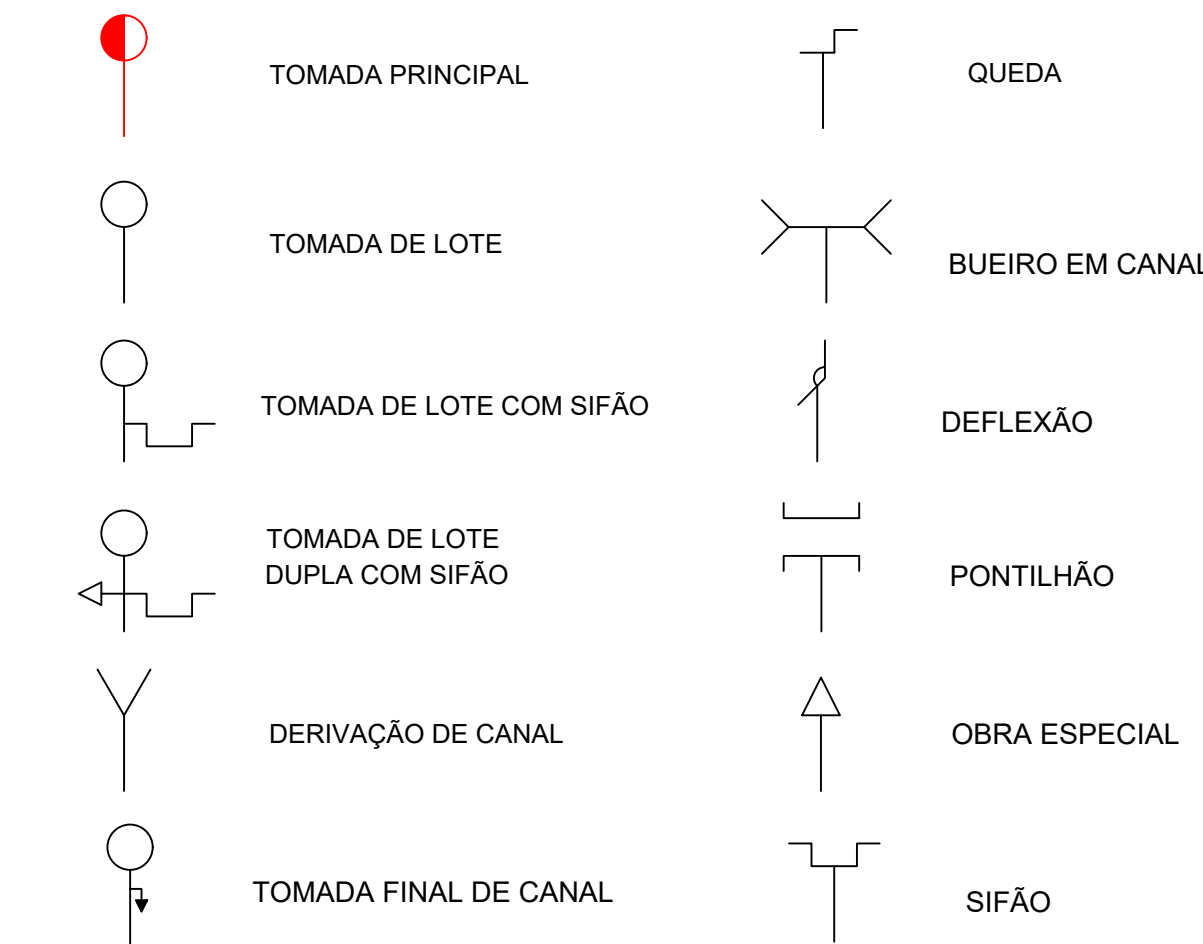 TOMADA PRINCIPAL
TOMADA DE LOTE
TOMADA DE LOTE COM SIFÃO
TOMADA DE LOTE
DUPLA COM SIFÃO
DERIVAÇÃO DE CANAL
TOMADA FINAL DE CANAL
QUEDA
BUEIRO EM CANAL
DEFLEXÃO
PONTILHÃO
OBRA ESPECIAL
SIFÃO